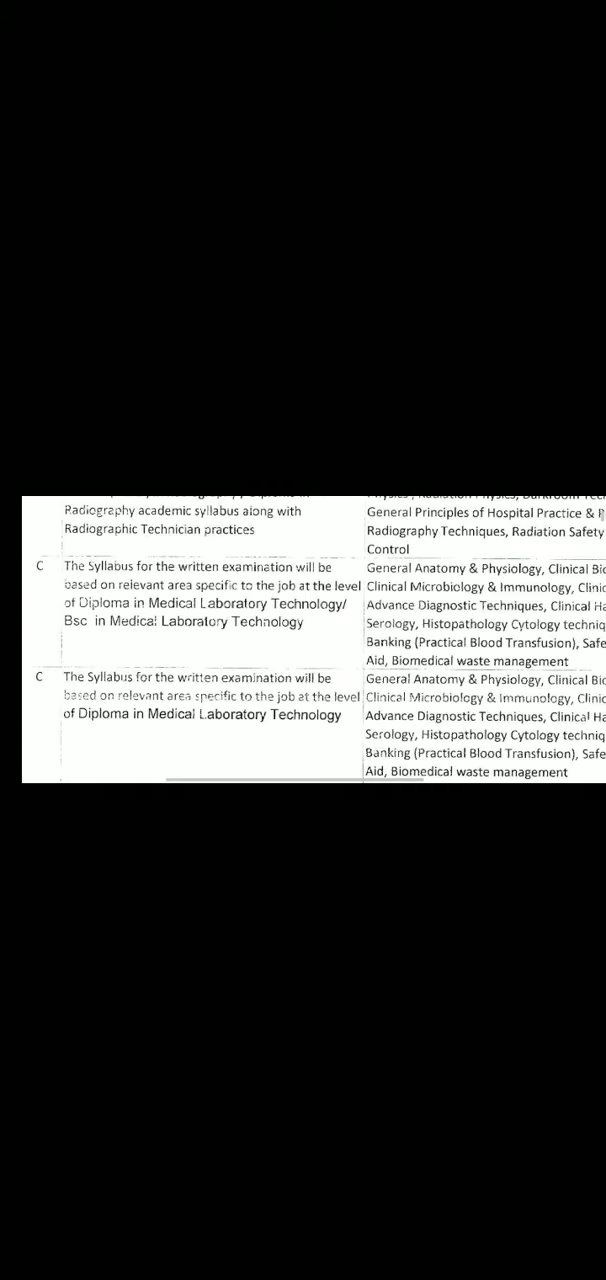 Radiography academic syllabus along with
Radiographic Technician practices
General Principles of Hospital Practice &
Radiography Techniques, Radiation Safety
Control
C
The Syllabus for the written examination will be
based on relevant area specific to the job at the level
of Diploma in Medical Laboratory Technology/
Bsc in Medical Laboratory Technology
General Anatomy & Physiology, Clinical
Clinical Microbiology & Immunology,
Advance Diagnostic Techniques, Clinical
Serology, Histopathology Cytology
Banking (Practical Blood Transfusion),
Aid, Biomedical waste management
C
The Syllabus for the written examination will be
based on relevant area specific to the job at the level
of Diploma in Medical Laboratory Technology
General Anatomy & Physiology, Clinical
Clinical Microbiology & Immunology,
Advance Diagnostic Techniques, Clinical
Serology, Histopathology Cytology
Banking (Practical Blood Transfusion),
Aid, Biomedical waste management